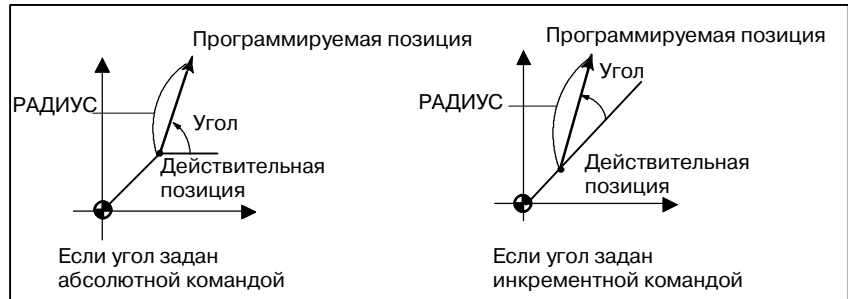 Программируемая позиция
РАДИУС
Угол
Действительная
позиция
Если угол задан
абсолютной командой
Программируемая позиция
Угол
РАДИУС
Действительная
позиция
Если угол задан
инкрементной командой